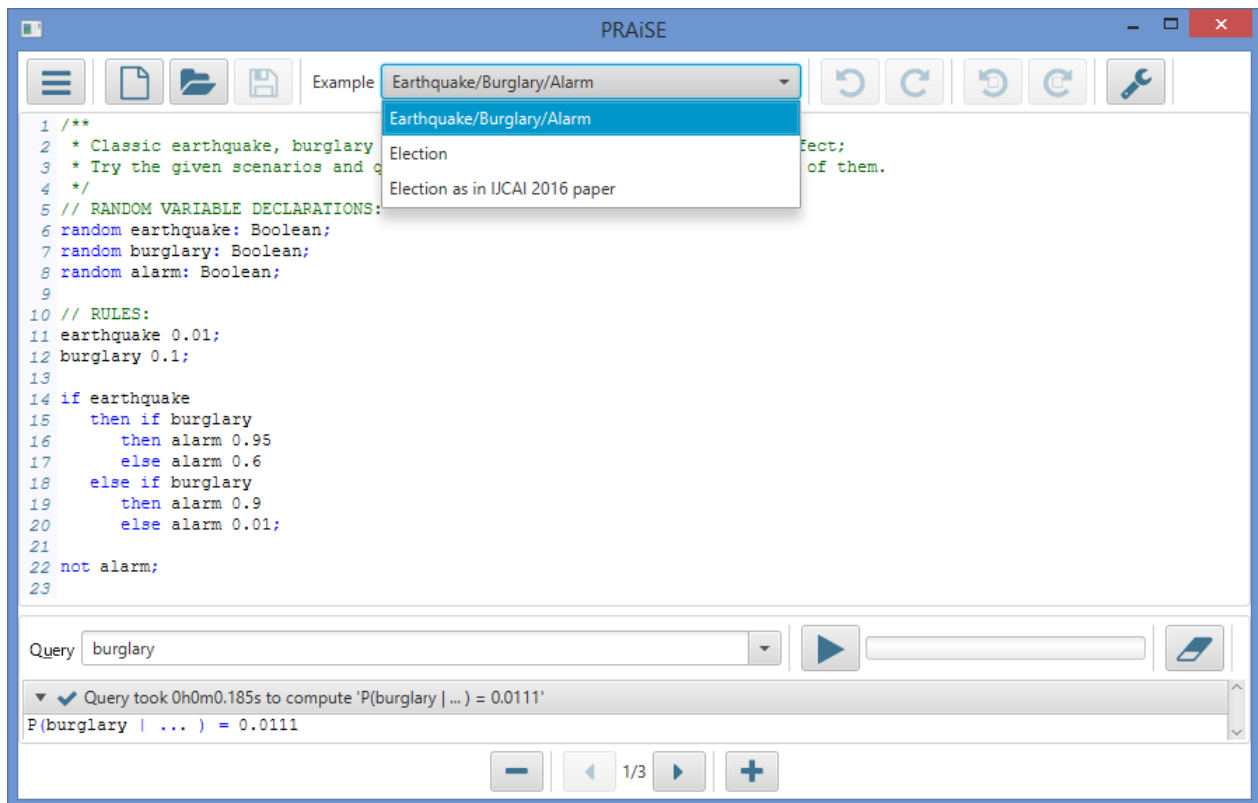 PRAiSE
Example Earthquake/Burglary/Alarm
Earthquake/Burglary/Alarm
Election
Election as in IJCAI 2016 paper
1 /**
2 * Classic earthquake, burglary fect;
3 * Try the given scenarios and q of them.
4 */
5 // RANDOM VARIABLE DECLARATIONS:
6 random earthquake: Boolean;
7 random burglary: Boolean;
8 random alarm: Boolean;
9
10 // RULES:
11 earthquake 0.01;
12 burglary 0.1;
13
14 if earthquake
15 then if burglary
16 then alarm 0.95
17 else alarm 0.6
18 else if burglary
19 then alarm 0.9
20 else alarm 0.01;
21
22 not alarm;
23
Query burglary
Query took 0h0m0.185s to compute 'P(burglary | ... ) = 0.0111'
P(burglary | ... ) = 0.0111
1/3